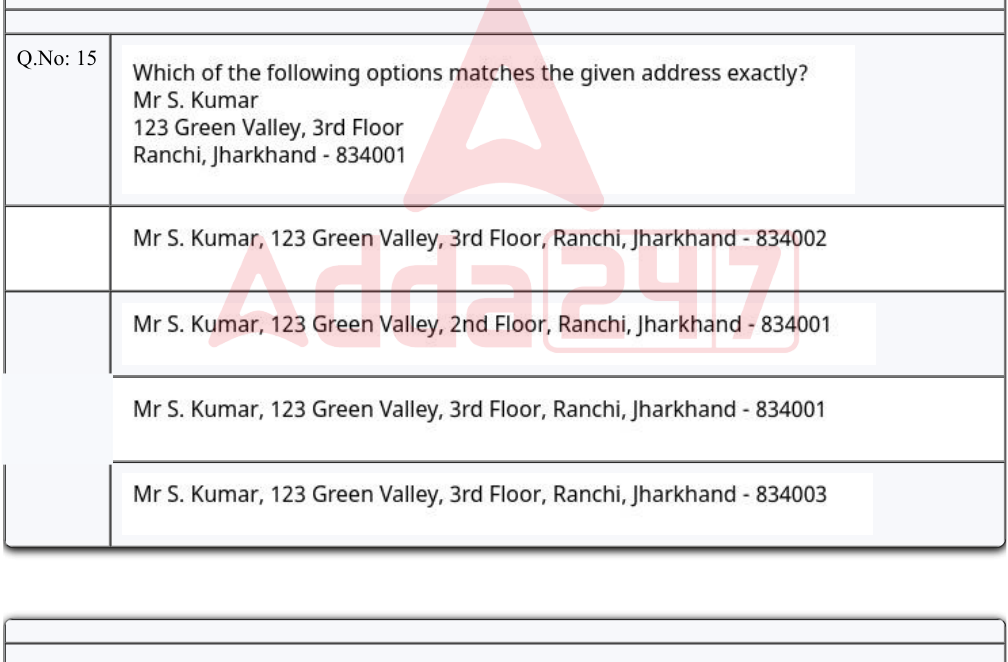 Q.No: 15
Which of the following options matches the given address exactly?
Mr S. Kumar
123 Green Valley, 3rd Floor
Ranchi, Jharkhand - 834001
Mr S. Kumar, 123 Green Valley, 3rd Floor, Ranchi, Jharkhand - 834002
Mr S. Kumar, 123 Green Valley, 2nd Floor, Ranchi, Jharkhand - 834001
Mr S. Kumar, 123 Green Valley, 3rd Floor, Ranchi, Jharkhand - 834001
Mr S. Kumar, 123 Green Valley, 3rd Floor, Ranchi, Jharkhand - 834003
Adda247